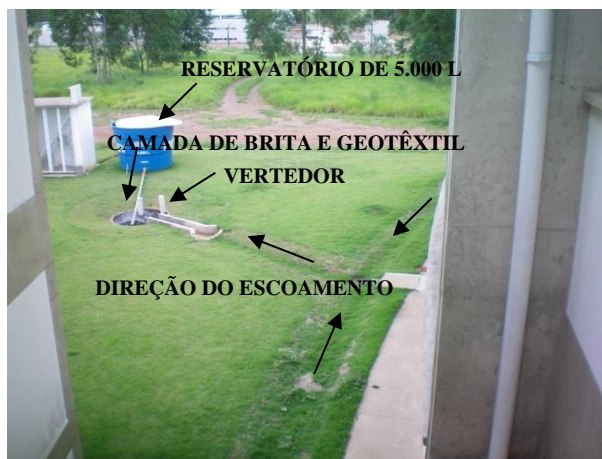 RESERVATÓRIO DE 5.000 L
CAMADA DE BRITA E GEOTÊXTIL
VERTEDOR
DIREÇÃO DO ESCOAMENTO